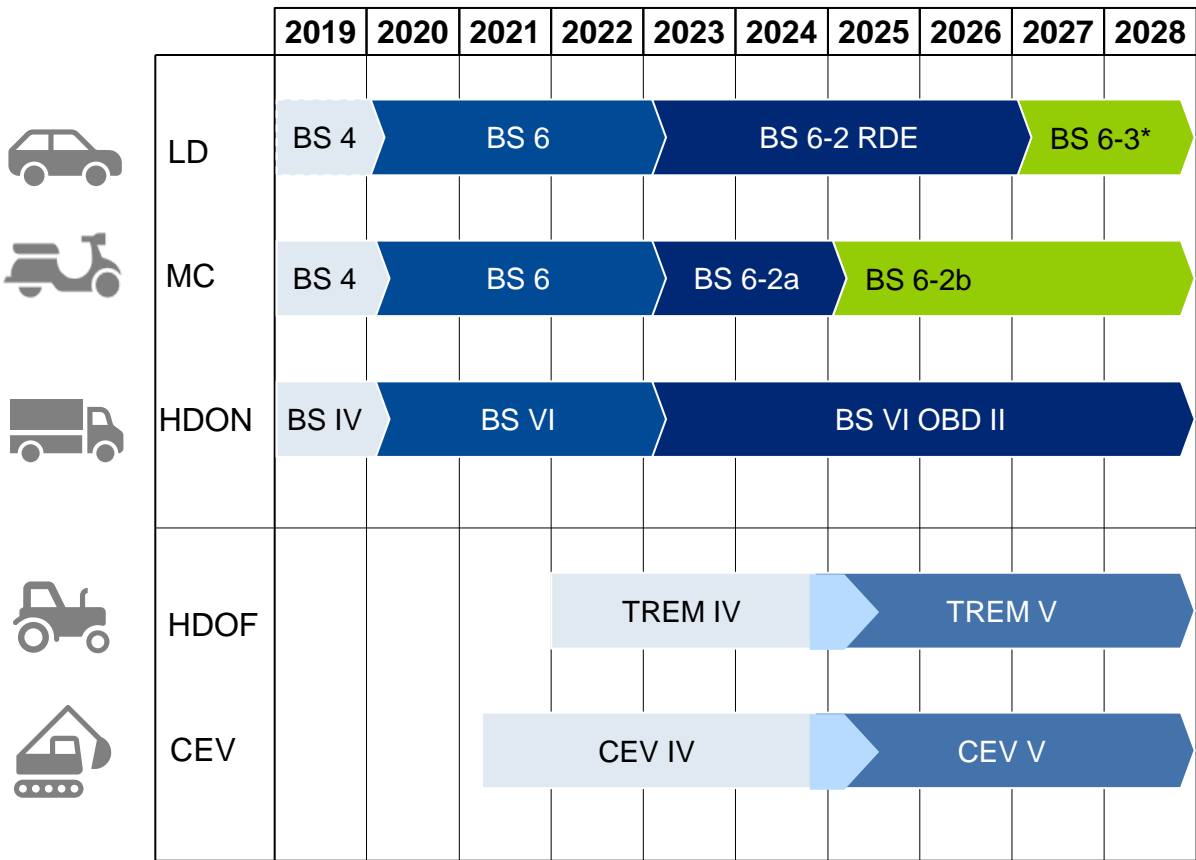 2019 2020 2021 2022 2023 2024 2025 2026 2027 2028
LD BS 4 BS 6 BS 6-2 RDE BS 6-3*
MC BS 4 BS 6 BS 6-2a BS 6-2b
HDON BS IV BS VI BS VI OBD II
HDOF TREM IV TREM V
CEV CEV IV CEV V